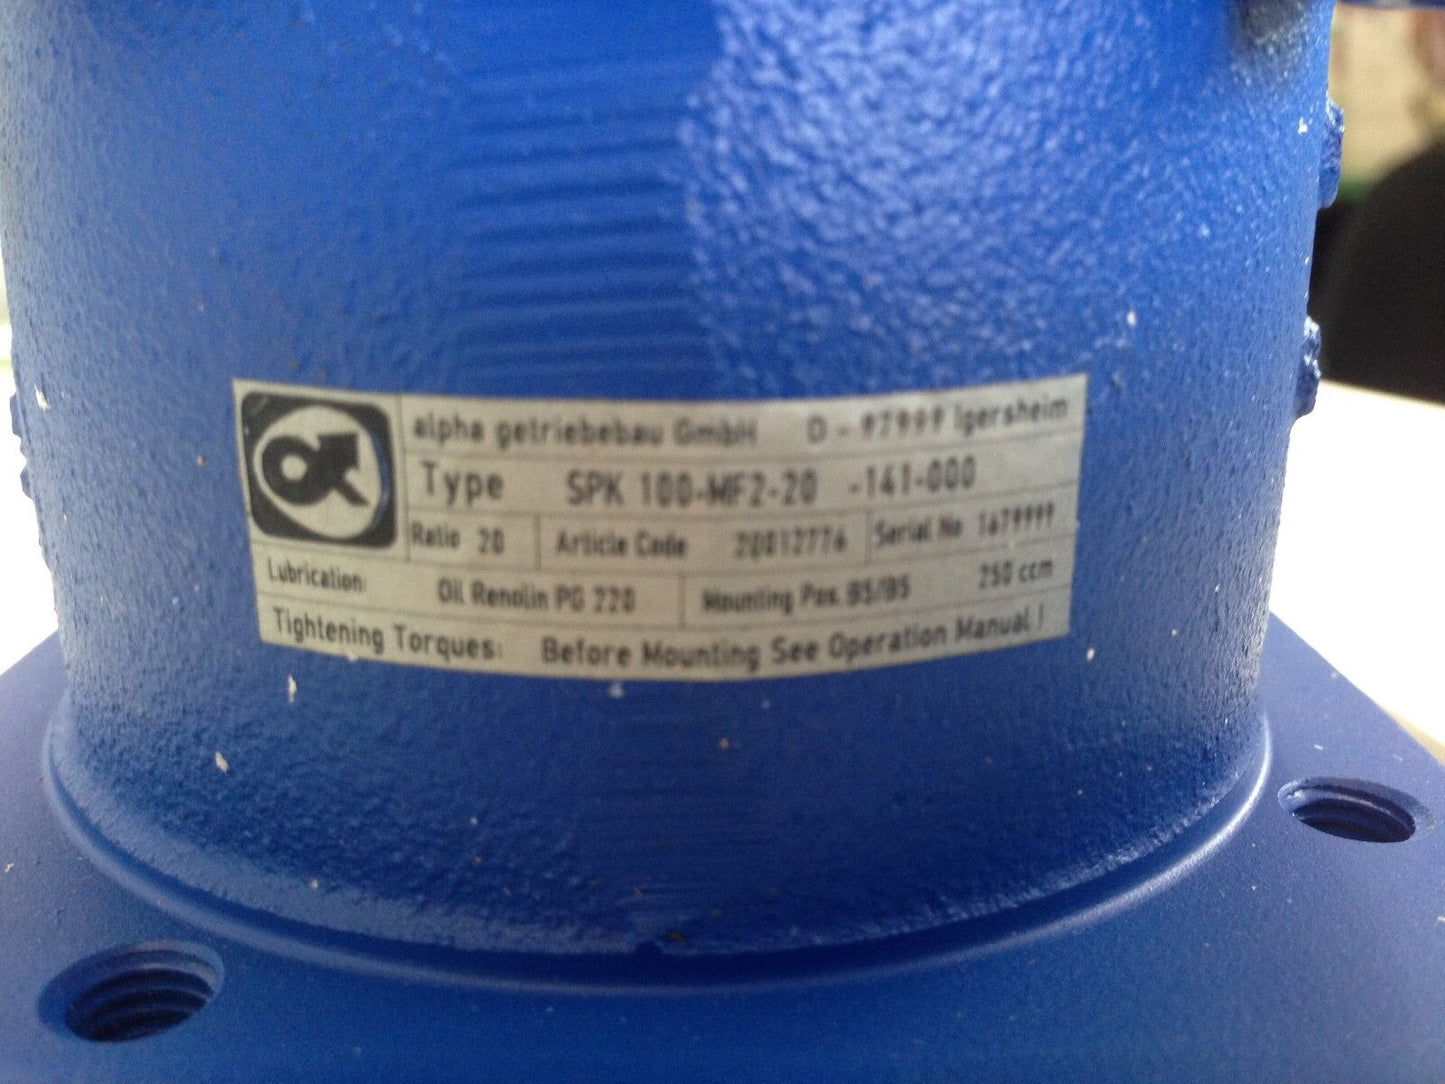 alpha getriebebau GmbH D - 97999 Igersheim
Type SPK 100-MF2-20 -141-000
Ratio 20 Article Code 20012776 Serial No 1679999
Lubrication: Oil Renolin PG 220 Mounting Pos. B5/B5 250 ccm
Tightening Torques: Before Mounting See Operation Manual !